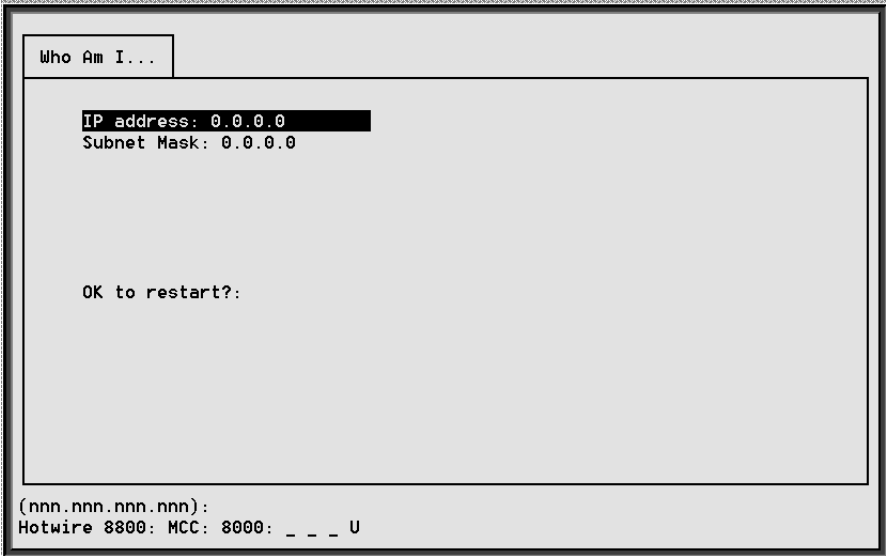 Who Am I...
IP address: 0.0.0.0
Subnet Mask: 0.0.0.0
OK to restart?:
(nnn.nnn.nnn.nnn):
Hotwire 8800: MCC: 8000: _ _ _ U